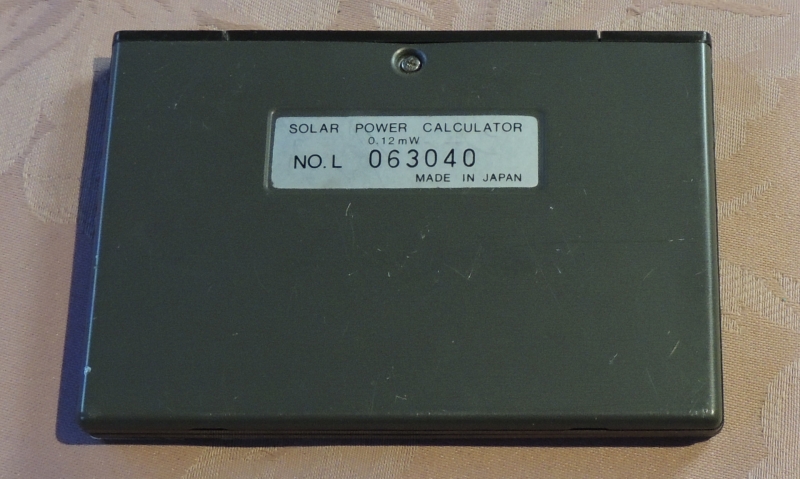 SOLAR POWER CALCULATOR
0.12mW
NO.L 063040
MADE IN JAPAN